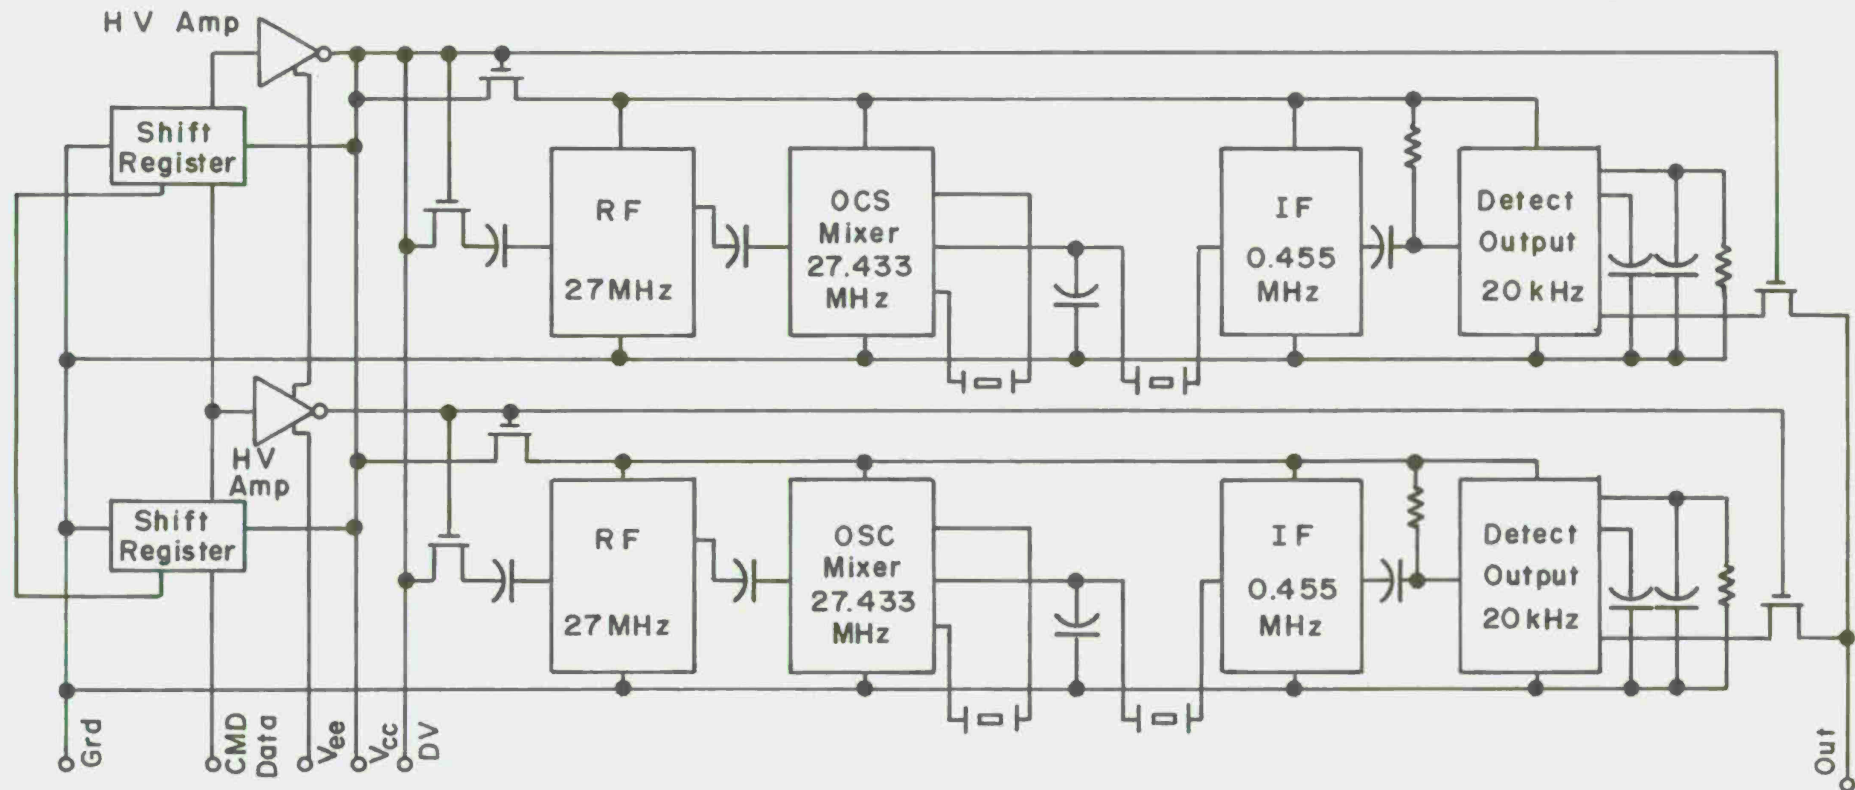 HV Amp
Shift
Register
RF
27MHz
OCS
Mixer
27.433
MHz
IF
0.455
MHz
Detect
Output
20kHz
HV
Amp
Shift
Register
RF
27MHz
OSC
Mixer
27.433
MHz
IF
0.455
MHz
Detect
Output
20kHz
Grd
CMD
Data
Vee
Vcc
DV
Out